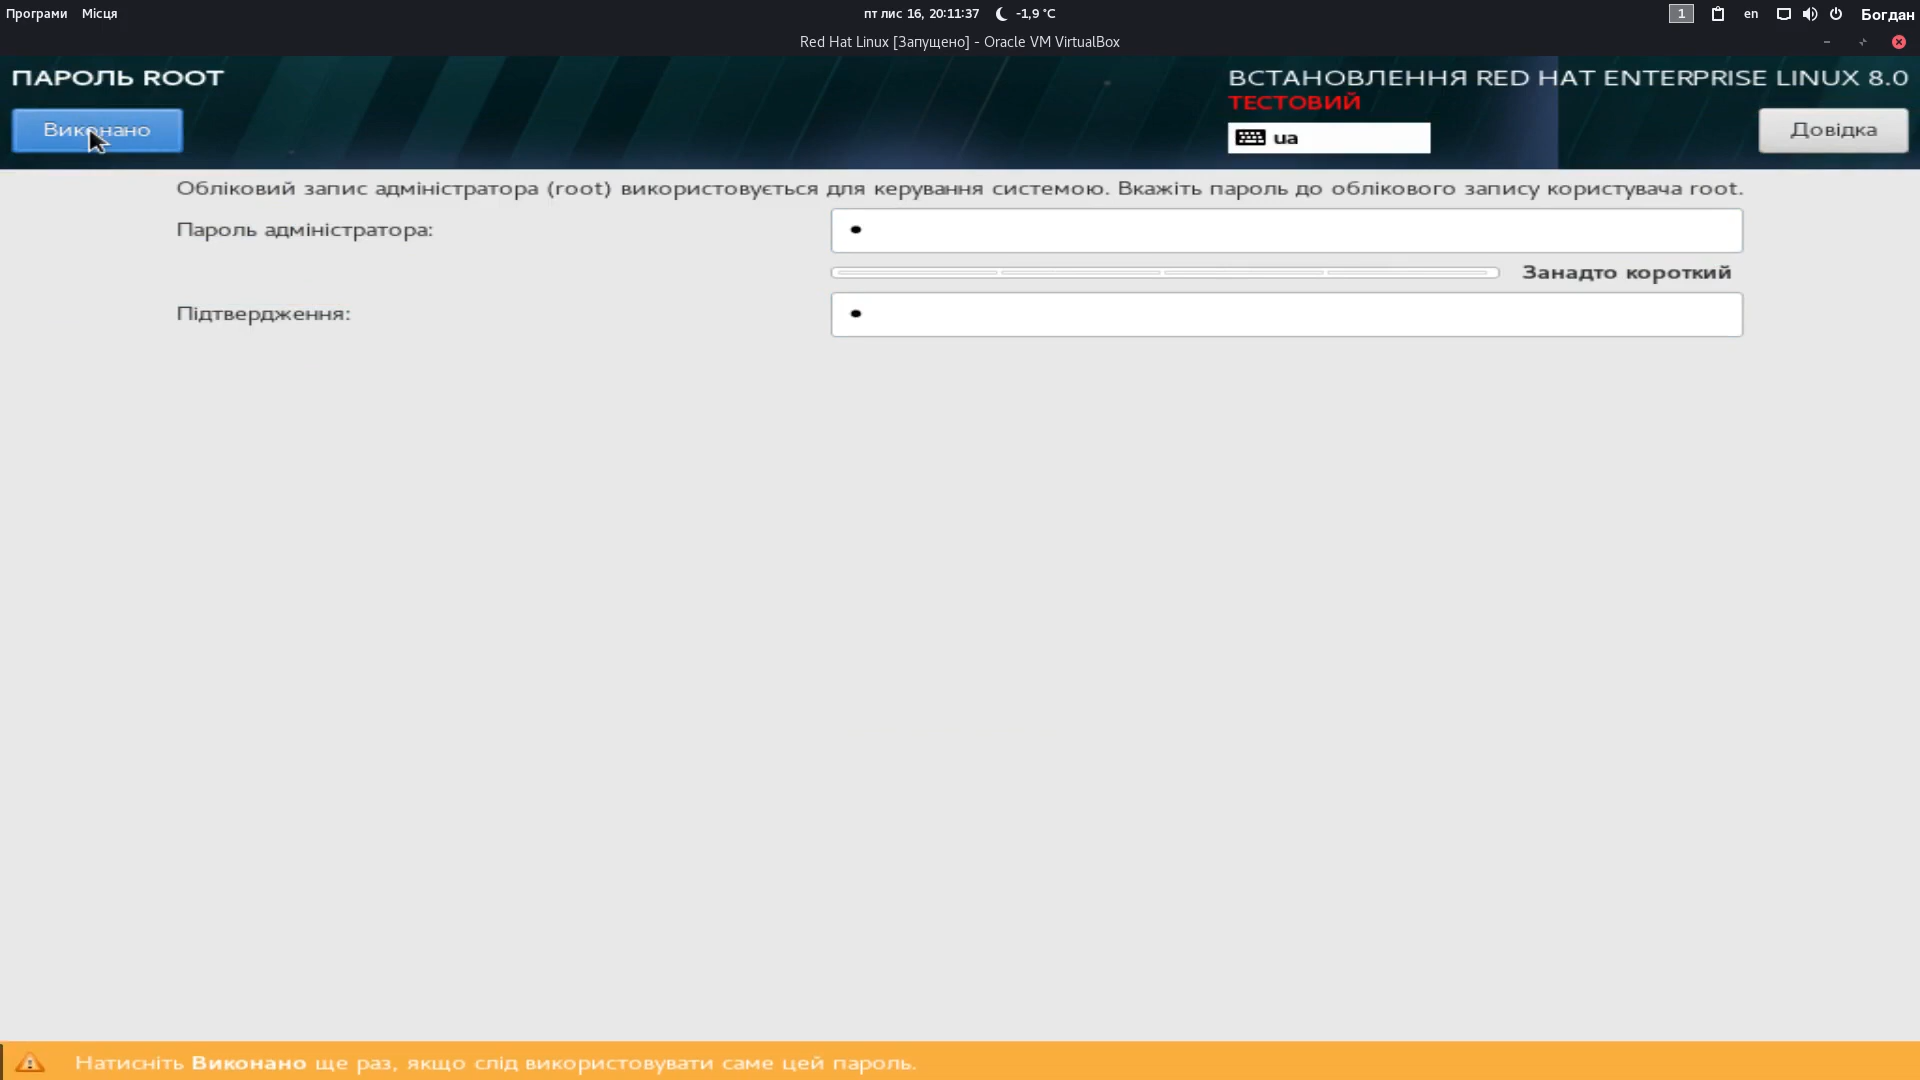 Програми Місця пт лис 16, 20:11:37 -1,9 °C 1 en Богдан
Red Hat Linux [Запущено] - Oracle VM VirtualBox
ПАРОЛЬ ROOT
ВСТАНОВЛЕННЯ RED HAT ENTERPRISE LINUX 8.0
ТЕСТОВИЙ
Виконано
ua
Довідка
Обліковий запис адміністратора (root) використовується для керування системою. Вкажіть пароль до облікового запису користувача root.
Пароль адміністратора:
Занадто короткий
Підтвердження:
Натисніть Виконано ще раз, якщо слід використовувати саме цей пароль.